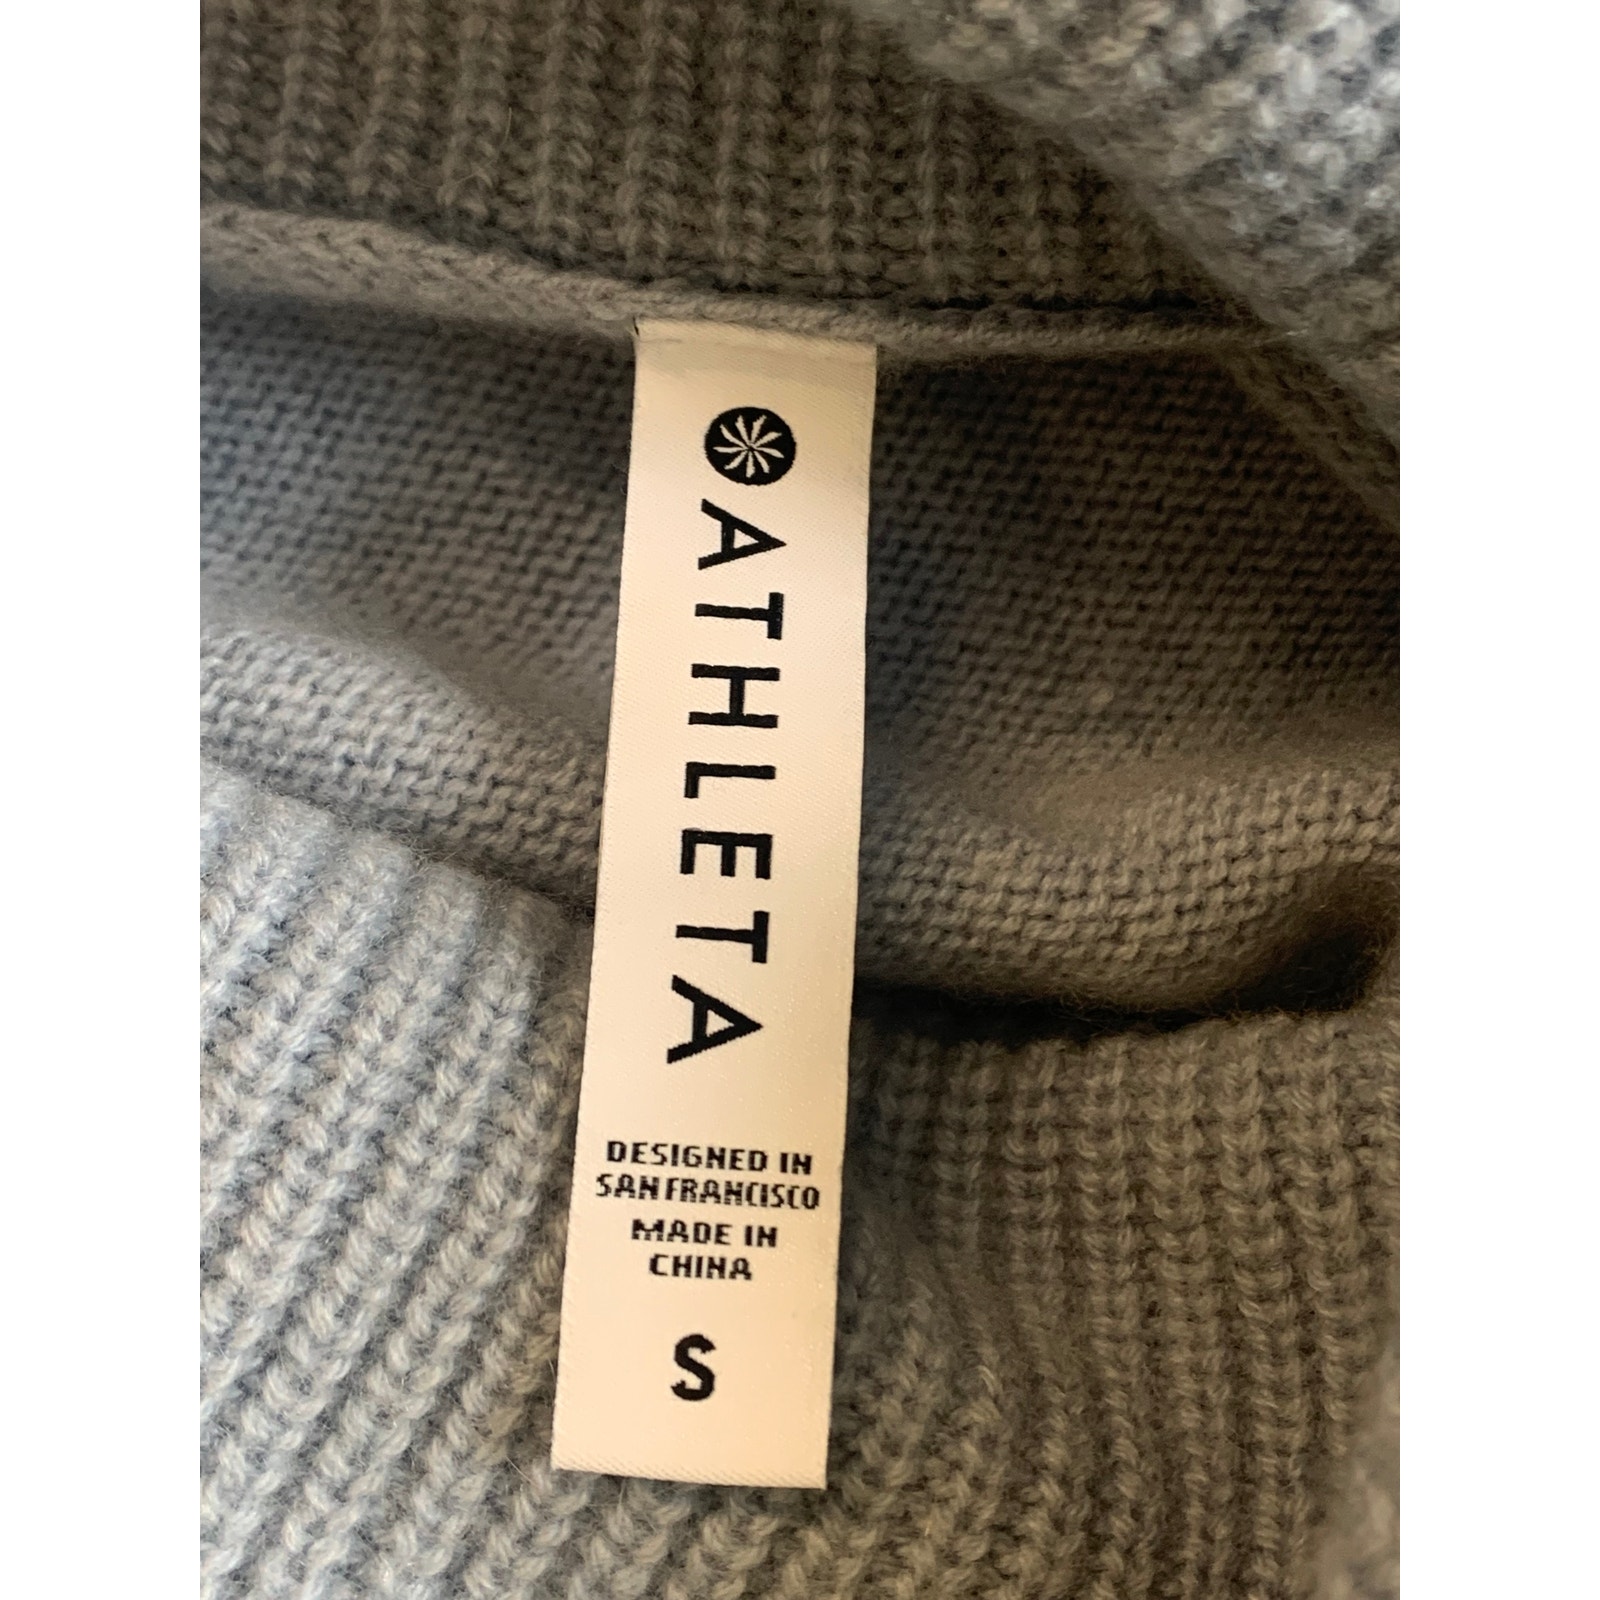 ATHLETA
DESIGNED IN
SAN FRANCISCO
MADE IN
CHINA
S